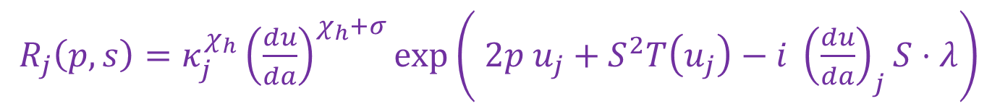 R_j(p, s) = κ_j^{χ_h} (du/da)^{χ_h+σ} exp( 2p u_j + S^2 T(u_j) − i (du/da)_j S · λ)